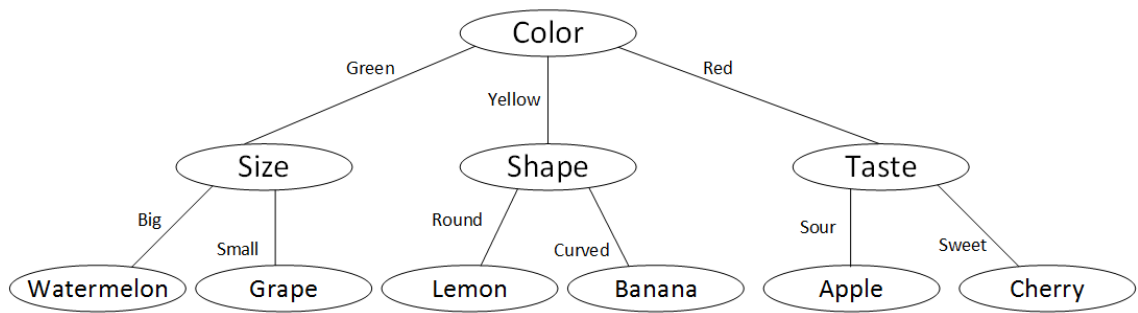 Color
Green
Yellow
Red
Size
Shape
Taste
Big
Small
Round
Curved
Sour
Sweet
Watermelon
Grape
Lemon
Banana
Apple
Cherry